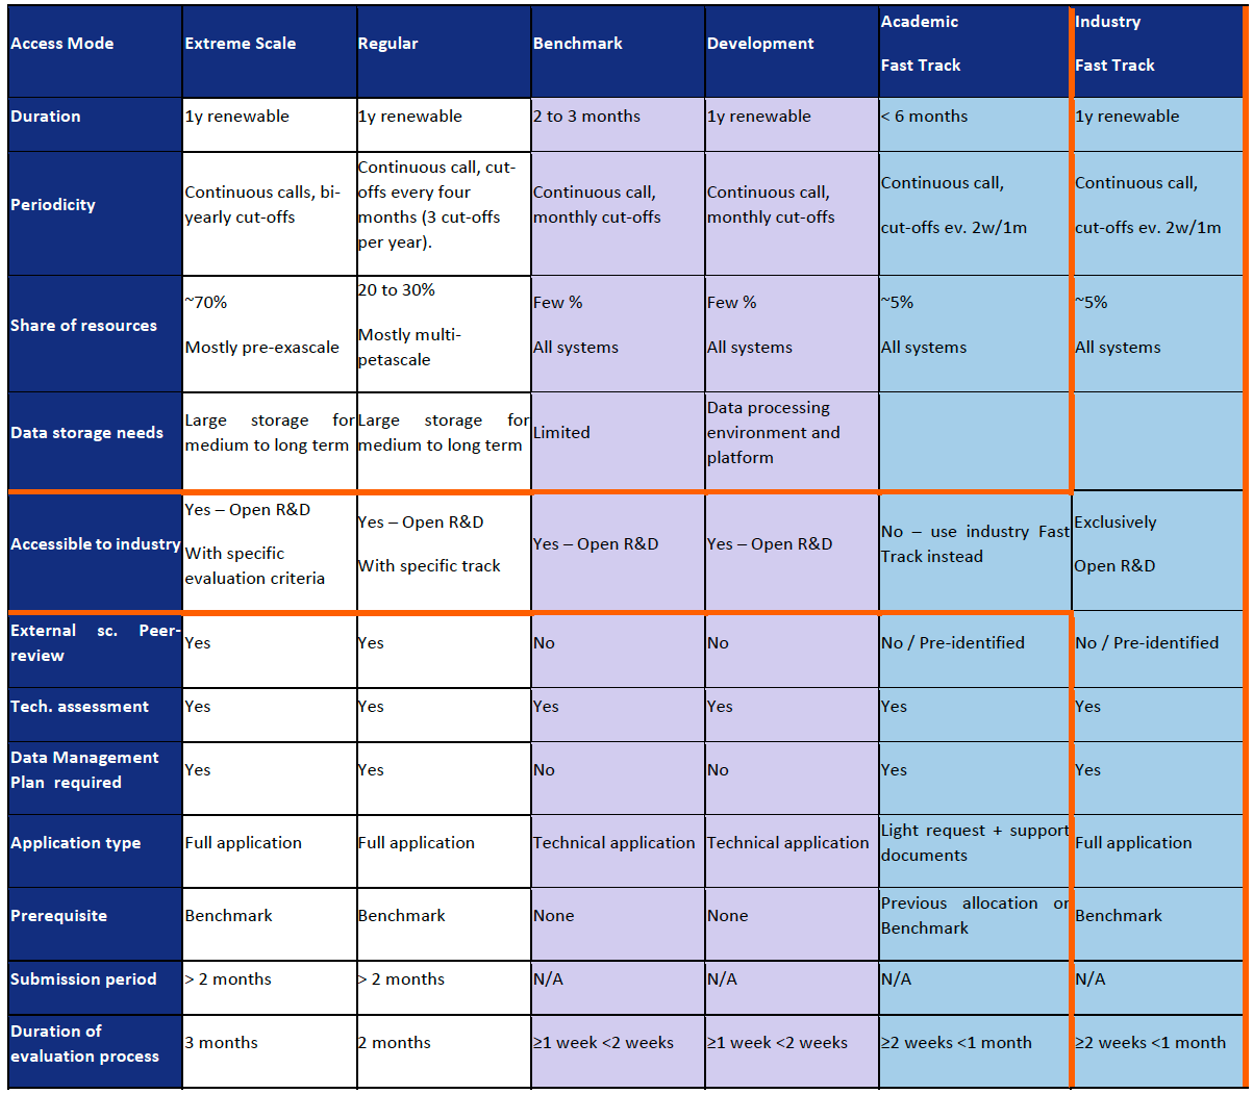 Access Mode
Extreme Scale
Regular
Benchmark
Development
Academic
Fast Track
Industry
Fast Track
Duration
1y renewable
1y renewable
2 to 3 months
1y renewable
< 6 months
1y renewable
Periodicity
Continuous calls, bi-
yearly cut-offs
Continuous call, cut-
offs every four
months (3 cut-offs
per year).
Continuous call,
monthly cut-offs
Continuous call,
monthly cut-offs
Continuous call,
cut-offs ev. 2w/1m
Continuous call,
cut-offs ev. 2w/1m
Share of resources
~70%
Mostly pre-exascale
20 to 30%
Mostly multi-
petascale
Few %
All systems
Few %
All systems
~5%
All systems
~5%
All systems
Data storage needs
Large storage for
medium to long term
Large storage for
medium to long term
Limited
Data processing
environment and
platform
Accessible to industry
Yes – Open R&D
With specific
evaluation criteria
Yes – Open R&D
With specific track
Yes – Open R&D
Yes – Open R&D
No – use industry Fast
Track instead
Exclusively
Open R&D
External sc. Peer-
review
Yes
Yes
No
No
No / Pre-identified
No / Pre-identified
Tech. assessment
Yes
Yes
Yes
Yes
Yes
Yes
Data Management
Plan required
Yes
Yes
No
No
Yes
Yes
Application type
Full application
Full application
Technical application
Technical application
Light request + support
documents
Full application
Prerequisite
Benchmark
Benchmark
None
None
Previous allocation or
Benchmark
Benchmark
Submission period
> 2 months
> 2 months
N/A
N/A
N/A
N/A
Duration of
evaluation process
3 months
2 months
≥1 week <2 weeks
≥1 week <2 weeks
≥2 weeks <1 month
≥2 weeks <1 month